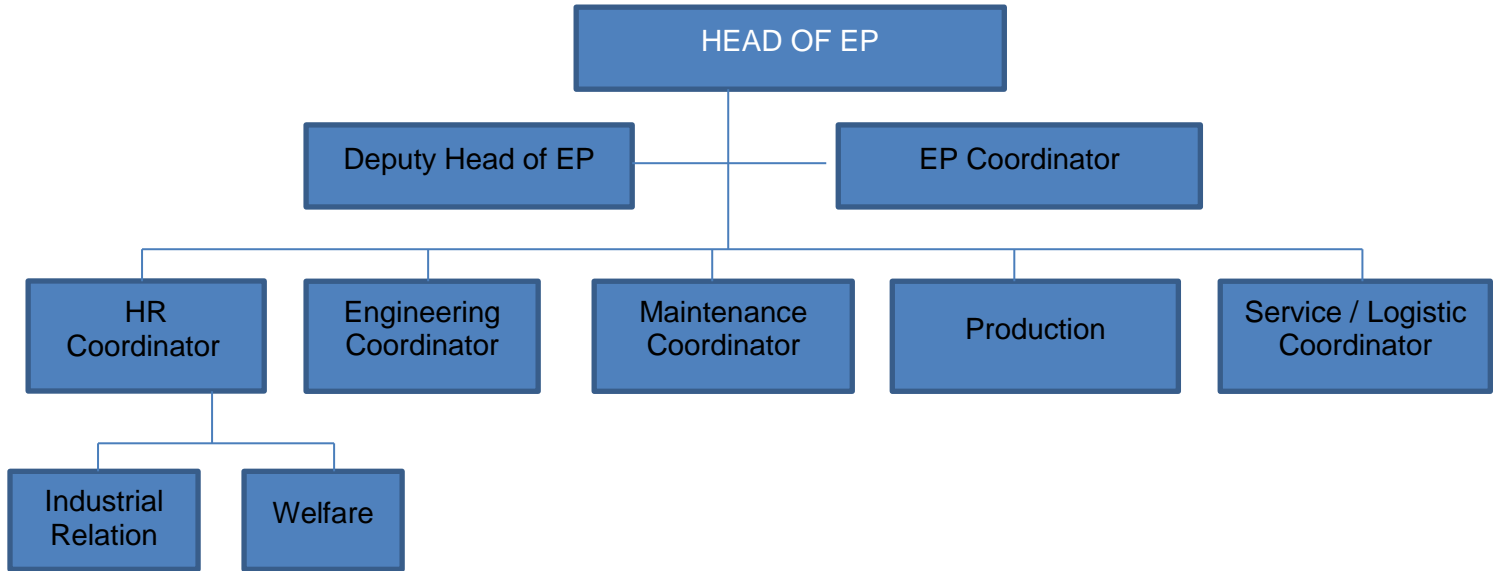 HEAD OF EP
Deputy Head of EP
EP Coordinator
HR
Coordinator
Engineering
Coordinator
Maintenance
Coordinator
Production
Service / Logistic
Coordinator
Industrial
Relation
Welfare